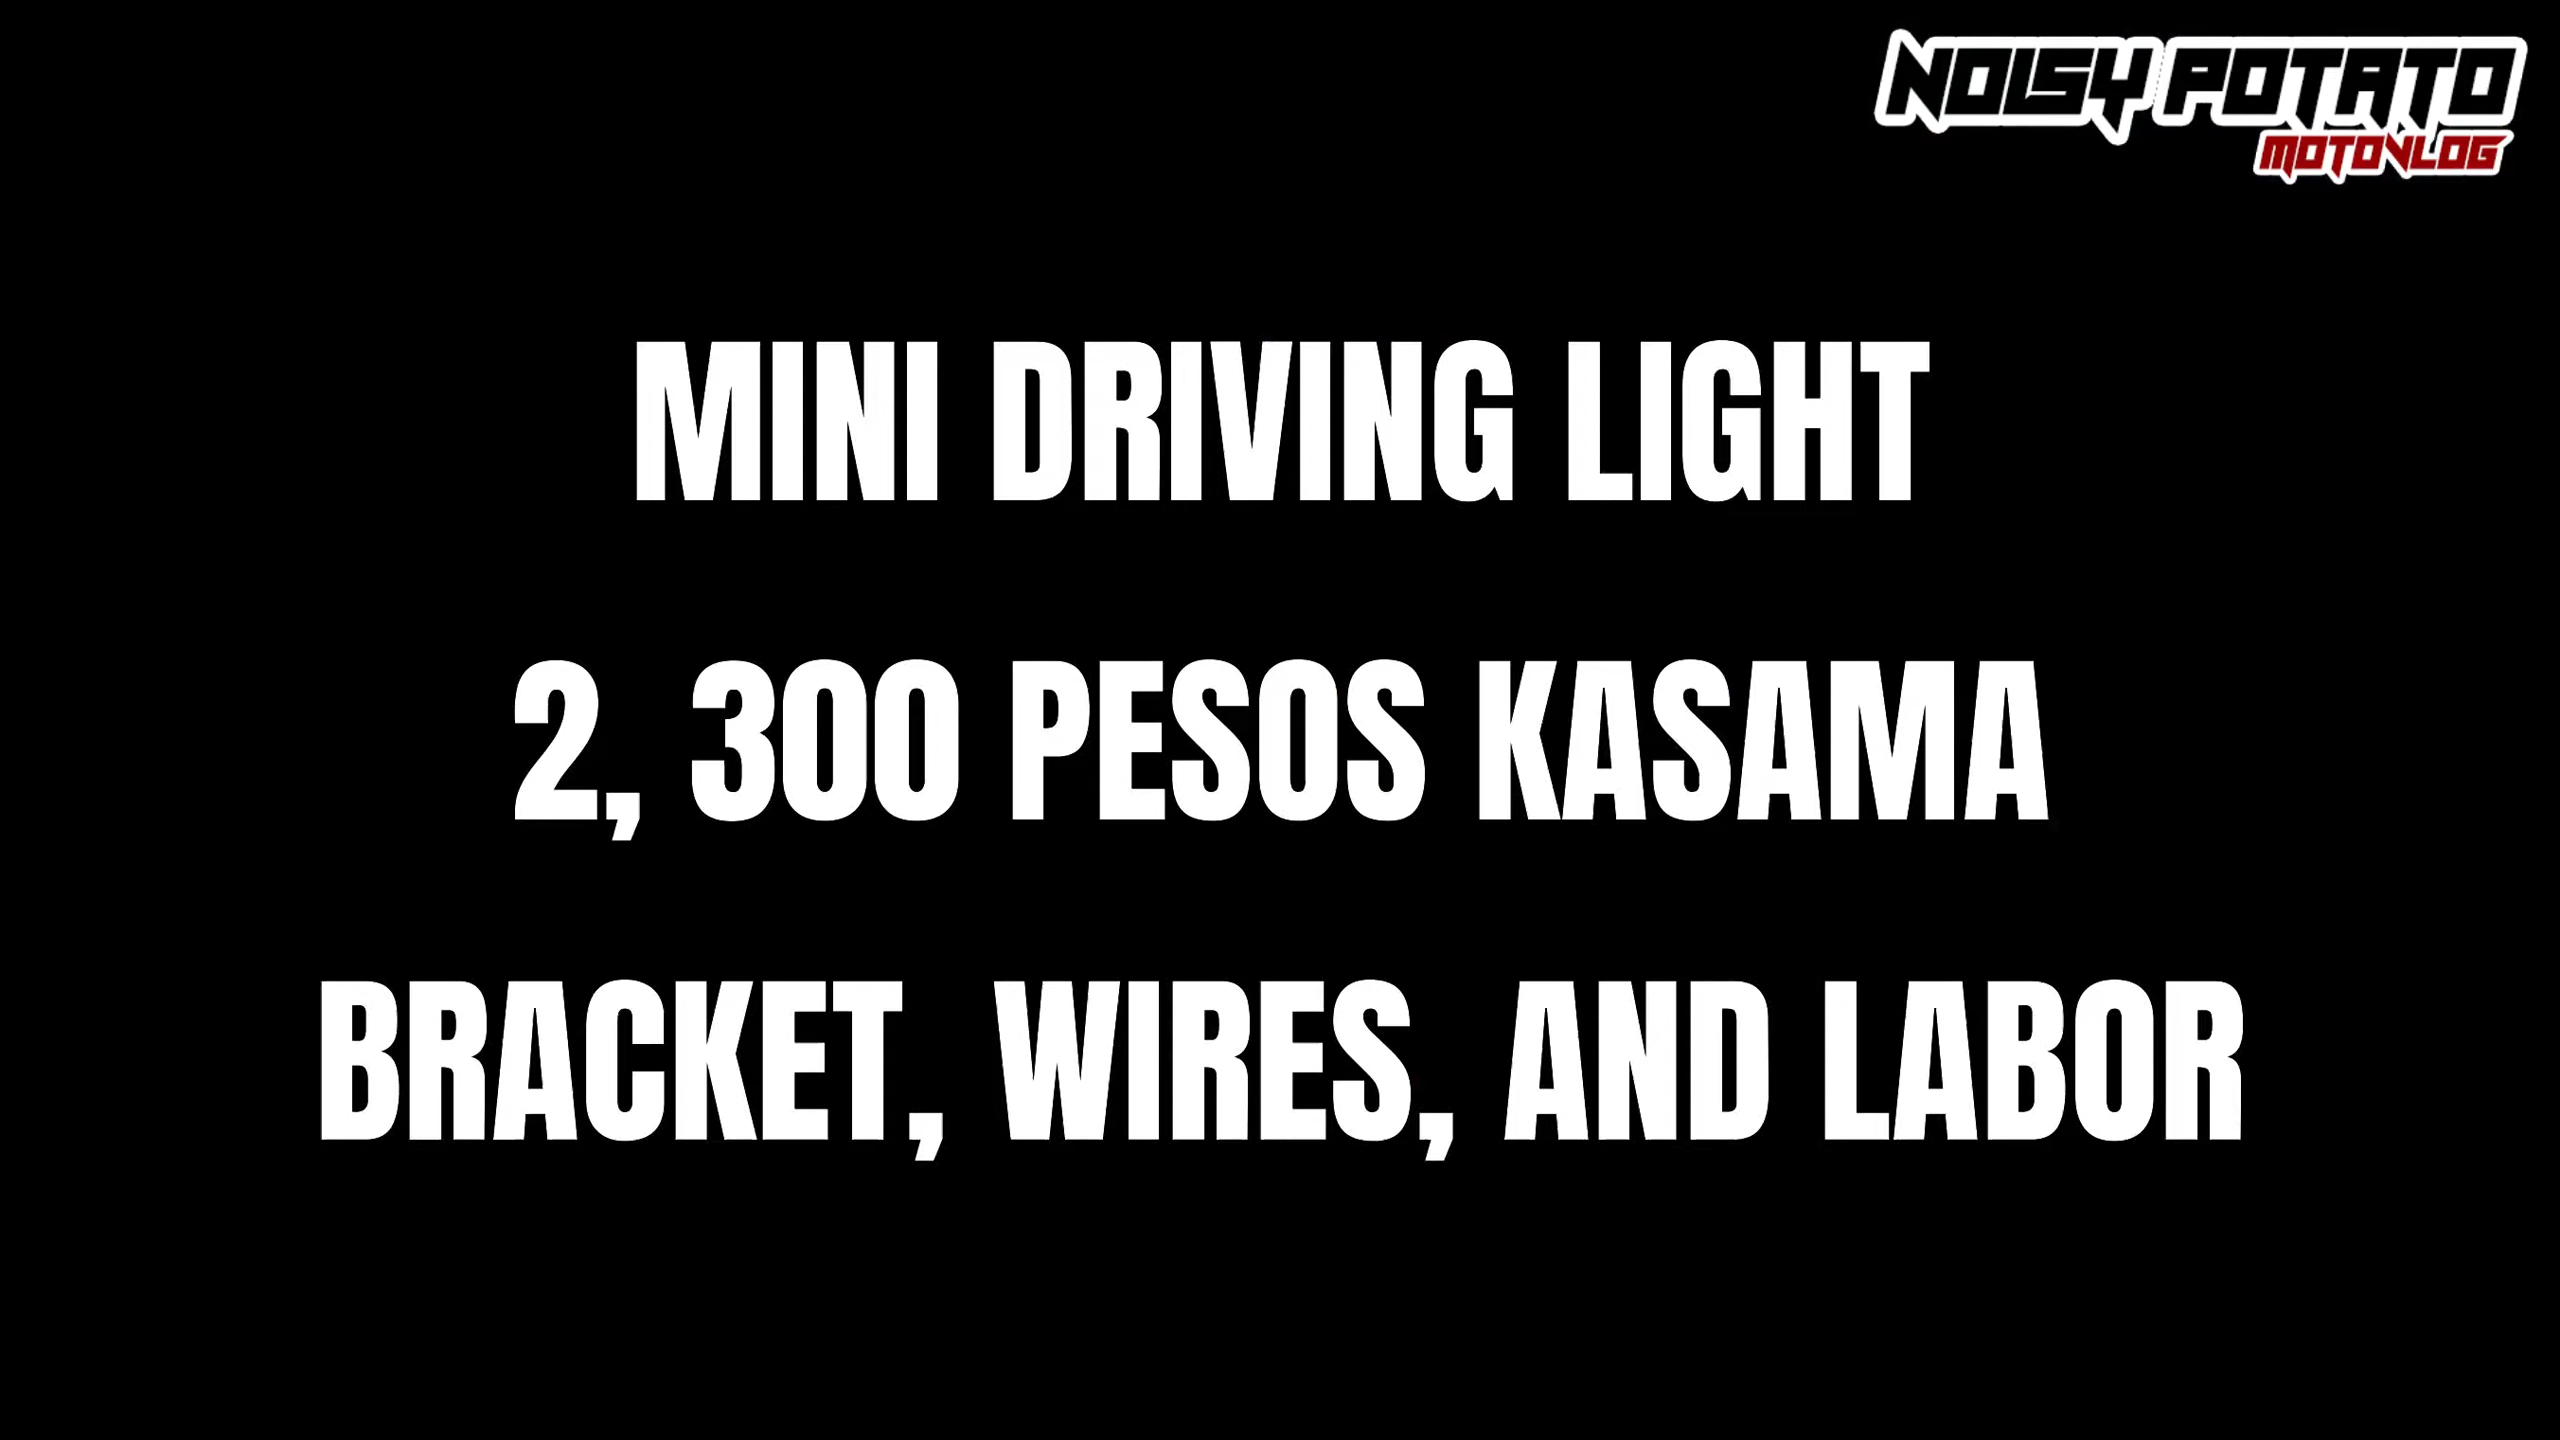 NOISY POTATO
MOTOVLOG
MINI DRIVING LIGHT
2, 300 PESOS KASAMA
BRACKET, WIRES, AND LABOR